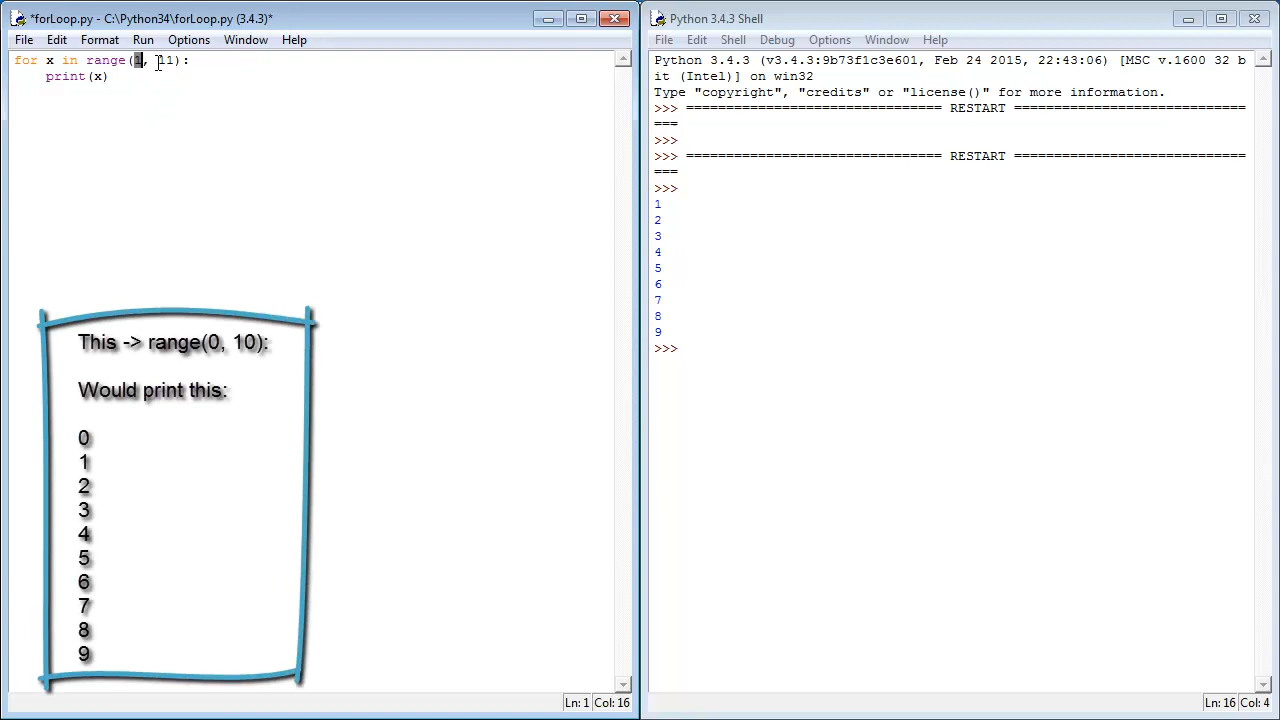 *forLoop.py - C:\Python34\forLoop.py (3.4.3)*
File Edit Format Run Options Window Help
for x in range(1, 11):
    print(x)
This -> range(0, 10):
Would print this:
0
1
2
3
4
5
6
7
8
9
Ln: 1 Col: 16
Python 3.4.3 Shell
File Edit Shell Debug Options Window Help
Python 3.4.3 (v3.4.3:9b73f1c3e601, Feb 24 2015, 22:43:06) [MSC v.1600 32 b
it (Intel)] on win32
Type "copyright", "credits" or "license()" for more information.
>>> ================================ RESTART =============================
===
>>>
>>> ================================ RESTART =============================
===
>>>
1
2
3
4
5
6
7
8
9
>>>
Ln: 16 Col: 4